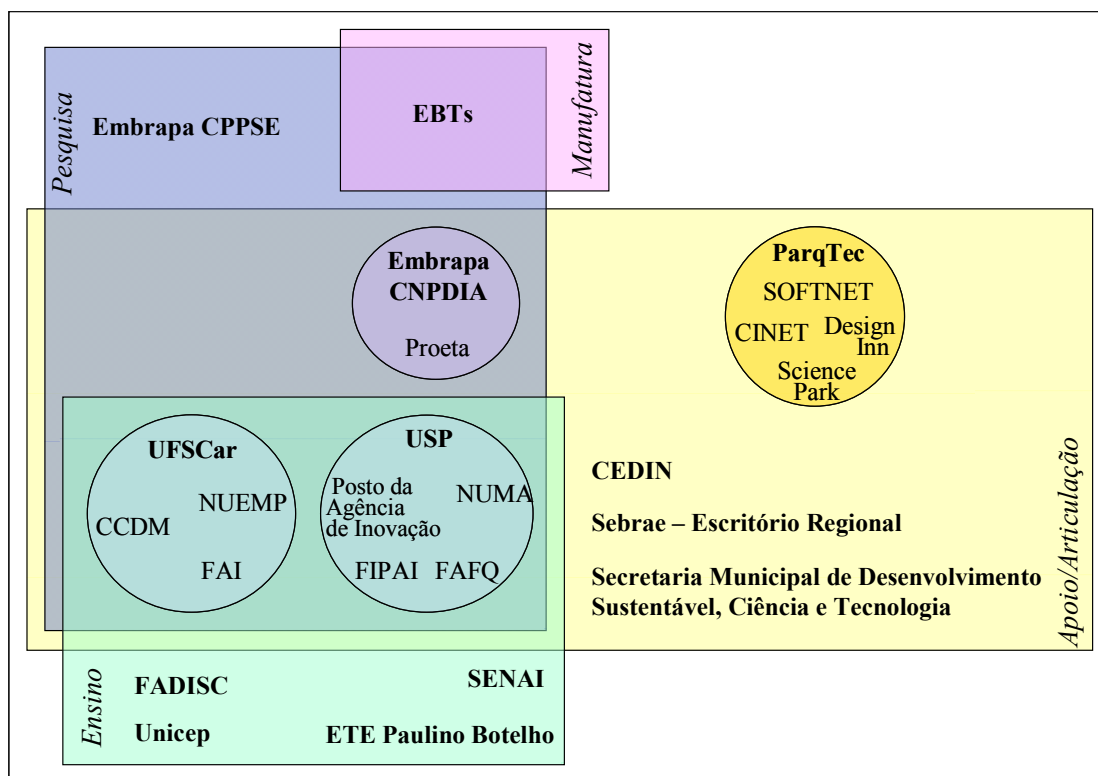 Pesquisa
Embrapa CPPSE
EBTs
Manufatura
Embrapa
CNPDIA
Proeta
ParqTec
SOFTNET
CINET
Design
Inn
Science
Park
UFSCar
NUEMP
CCDM
FAI
USP
Posto da
Agência
de Inovação
NUMA
FIPAI
FAFQ
CEDIN
Sebrae – Escritório Regional
Secretaria Municipal de Desenvolvimento
Sustentável, Ciência e Tecnologia
Apoio/Articulação
Ensino
FADISC
SENAI
Unicep
ETE Paulino Botelho